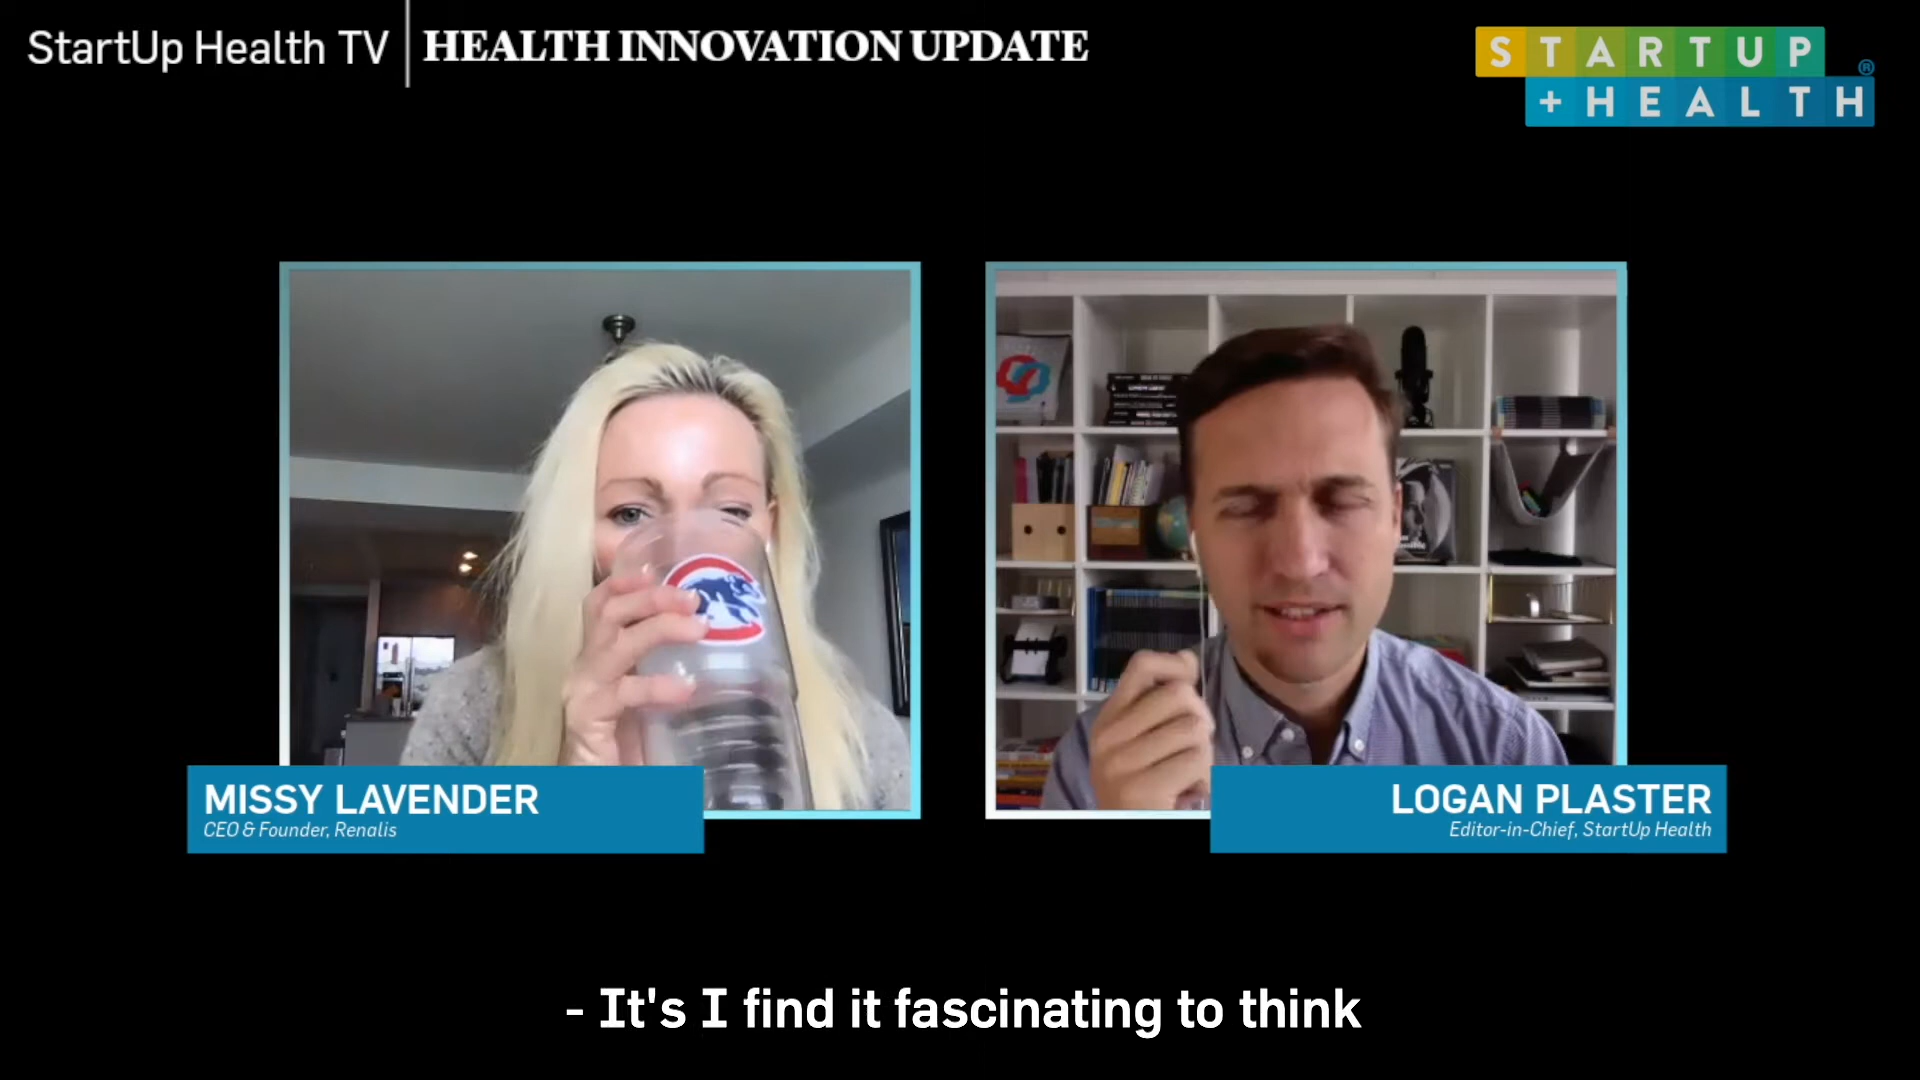 StartUp Health TV
HEALTH INNOVATION UPDATE
STARTUP
+HEALTH®
MISSY LAVENDER
CEO & Founder, Renalis
LOGAN PLASTER
Editor-in-Chief, StartUp Health
- It's I find it fascinating to think